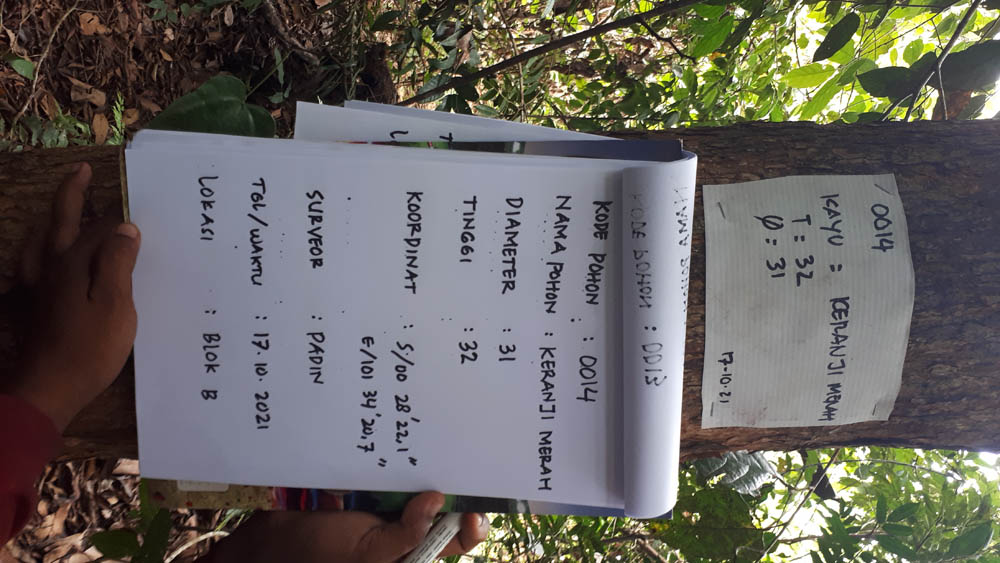 0014
KAYU = KERANJI MERAH
T = 32
φ = 31
17-10-21
NAMA POHON
KODE POHON : 0013
KODE POHON : 0014
NAMA POHON : KERANJI MERAH
DIAMETER : 31
TINGGI : 32
KOORDINAT : S/00 28'22,1"
E/101 34'20,7"
SURVEOR : PADIN
TGL/WAKTU : 17.10.2021
LOKASI : BLOK B